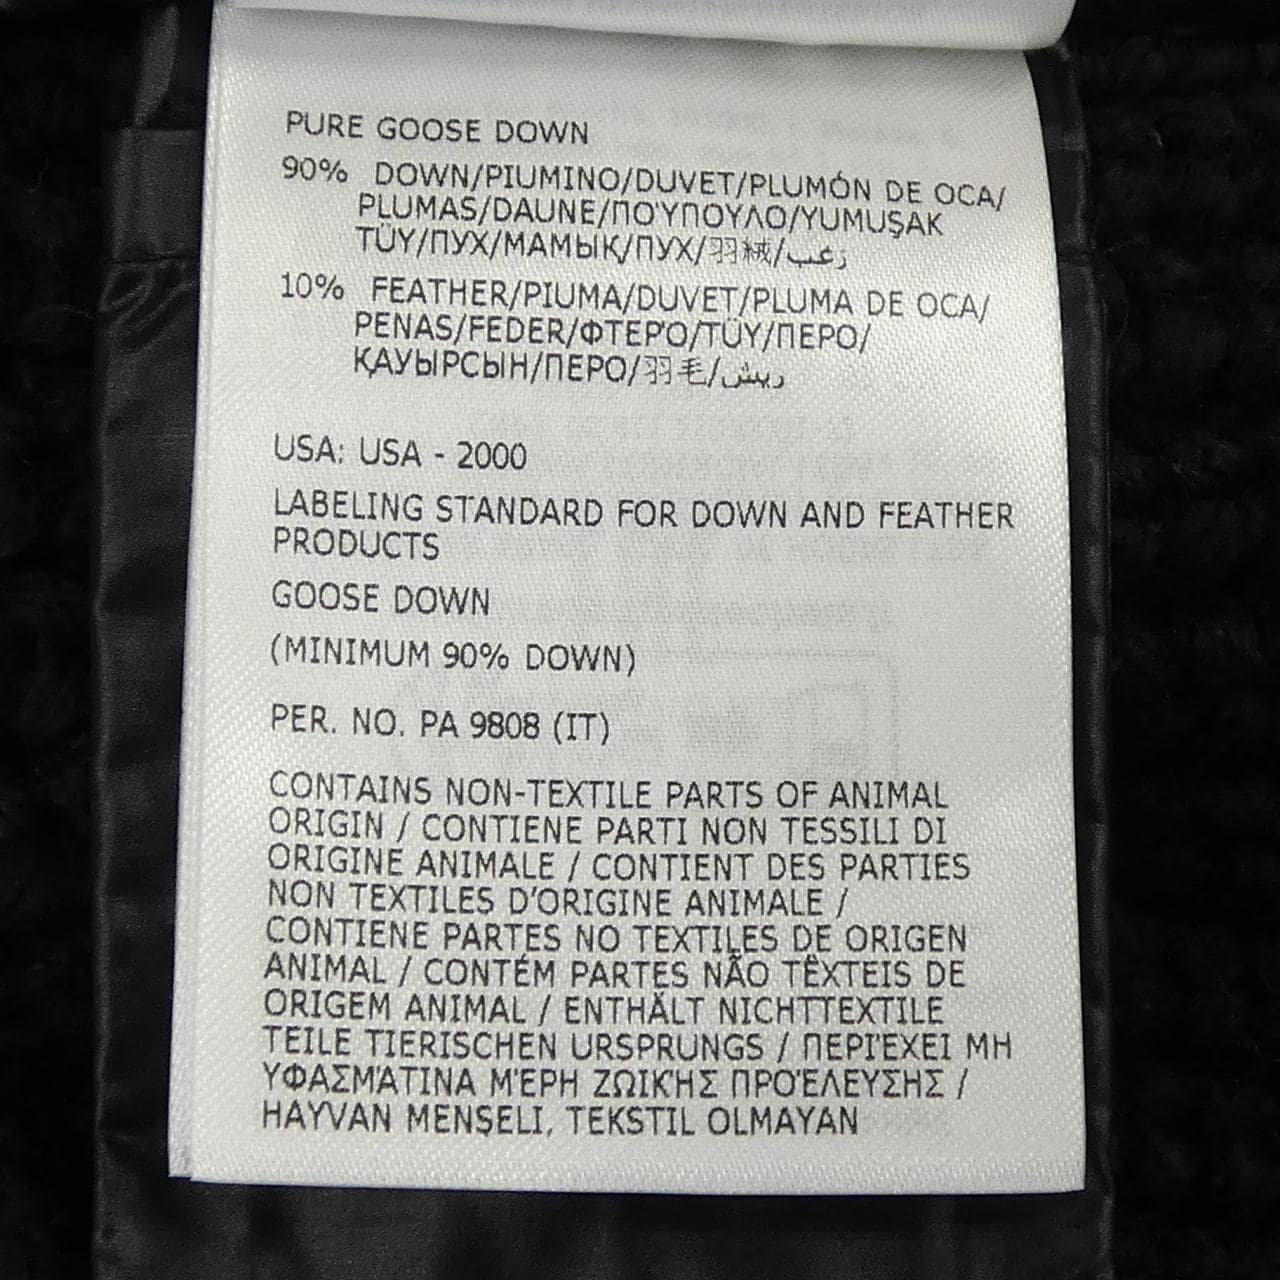 PURE GOOSE DOWN
90% DOWN/PIUMINO/DUVET/PLUMÓN DE OCA/
PLUMAS/DAUNE/ΠΟΎΠΟΥΛΟ/YUMUŞAK
TÜY/ПУХ/МАМЫҚ/ПУХ/羽絨/زغب
10% FEATHER/PIUMA/DUVET/PLUMA DE OCA/
PENAS/FEDER/ΦΤΕΡΌ/TÜY/ПЕРО/
ҚАУЫРСЫН/ПЕРО/羽毛/ريش
USA: USA - 2000
LABELING STANDARD FOR DOWN AND FEATHER
PRODUCTS
GOOSE DOWN
(MINIMUM 90% DOWN)
PER. NO. PA 9808 (IT)
CONTAINS NON-TEXTILE PARTS OF ANIMAL
ORIGIN / CONTIENE PARTI NON TESSILI DI
ORIGINE ANIMALE / CONTIENT DES PARTIES
NON TEXTILES D'ORIGINE ANIMALE /
CONTIENE PARTES NO TEXTILES DE ORIGEN
ANIMAL / CONTÉM PARTES NÃO TÊXTEIS DE
ORIGEM ANIMAL / ENTHÄLT NICHTTEXTILE
TEILE TIERISCHEN URSPRUNGS / ΠΕΡΙΈΧΕΙ ΜΗ
ΥΦΑΣΜΆΤΙΝΑ ΜΈΡΗ ΖΩΙΚΉΣ ΠΡΟΈΛΕΥΣΗΣ /
HAYVAN MENŞELI, TEKSTIL OLMAYAN